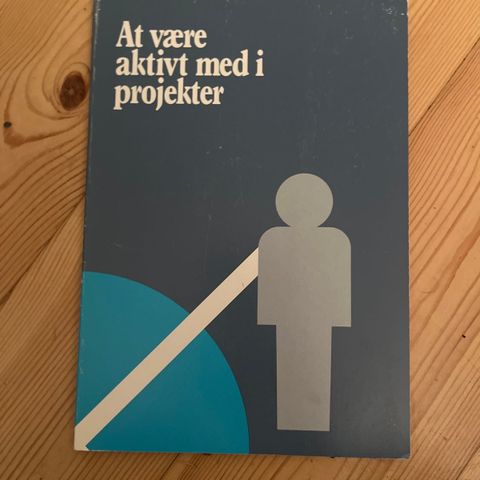 At være
aktivt med i
projekter